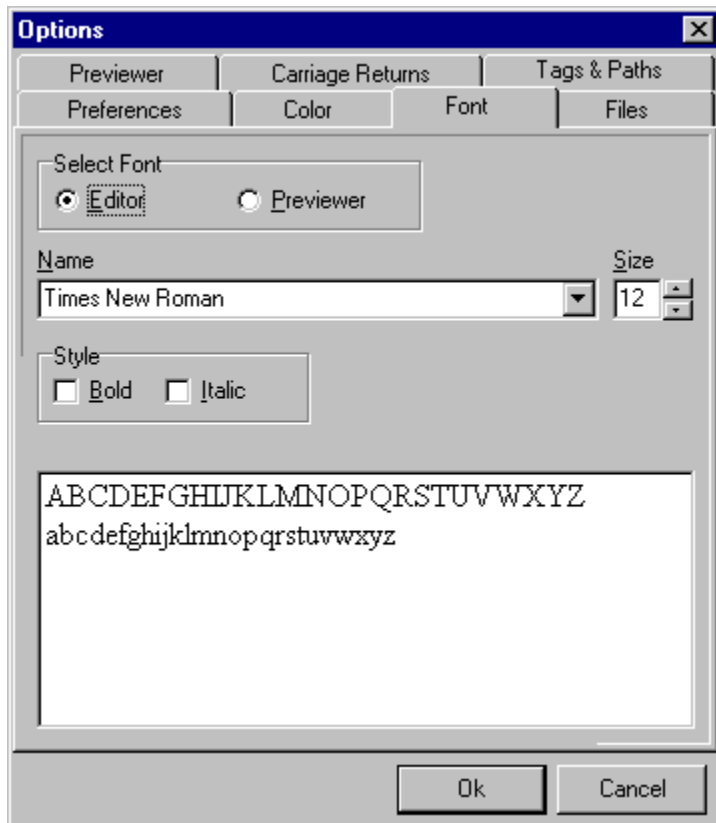 Options
Previewer Carriage Returns Tags & Paths
Preferences Color Font Files
Select Font
Editor Previewer
Name Size
Times New Roman 12
Style
Bold Italic
ABCDEFGHIJKLMNOPQRSTUVWXYZ
abcdefghijklmnopqrstuvwxyz
Ok Cancel